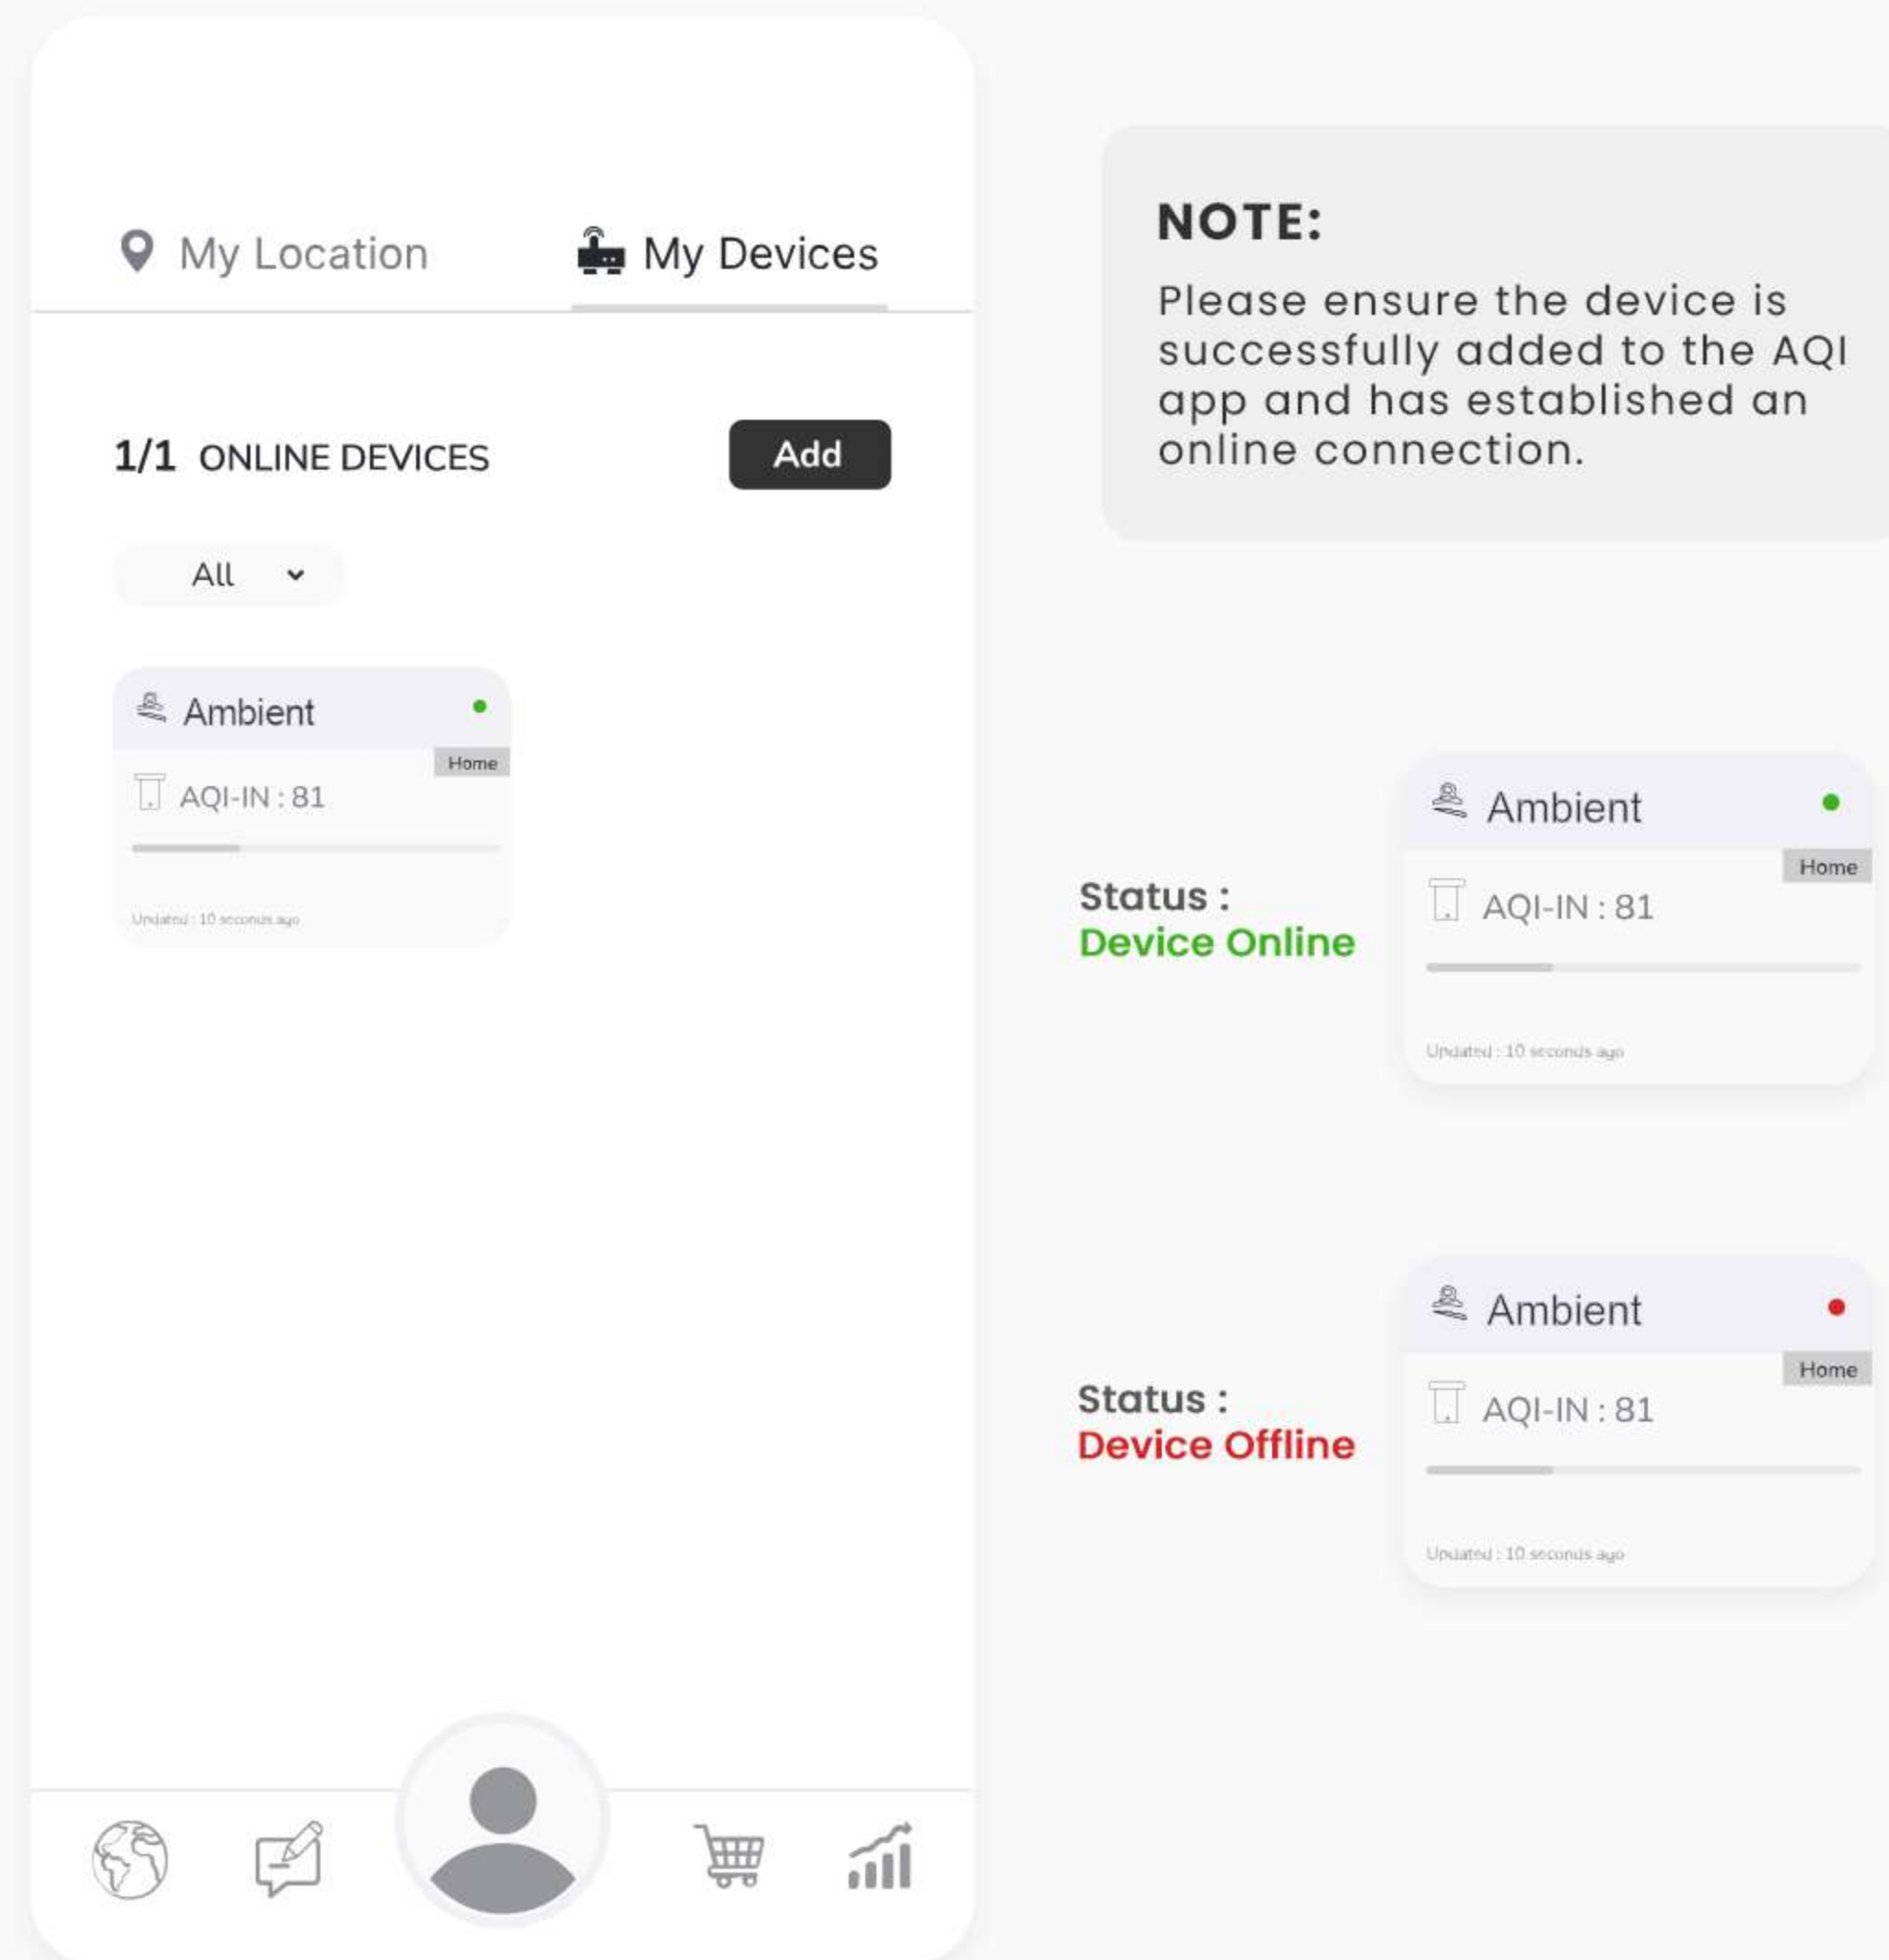 My Location
My Devices
1/1 ONLINE DEVICES
Add
All
Ambient
Home
AQI-IN : 81
Updated : 10 seconds ago
NOTE:
Please ensure the device is
successfully added to the AQI
app and has established an
online connection.
Status :
Device Online
Ambient
Home
AQI-IN : 81
Updated : 10 seconds ago
Status :
Device Offline
Ambient
Home
AQI-IN : 81
Updated : 10 seconds ago